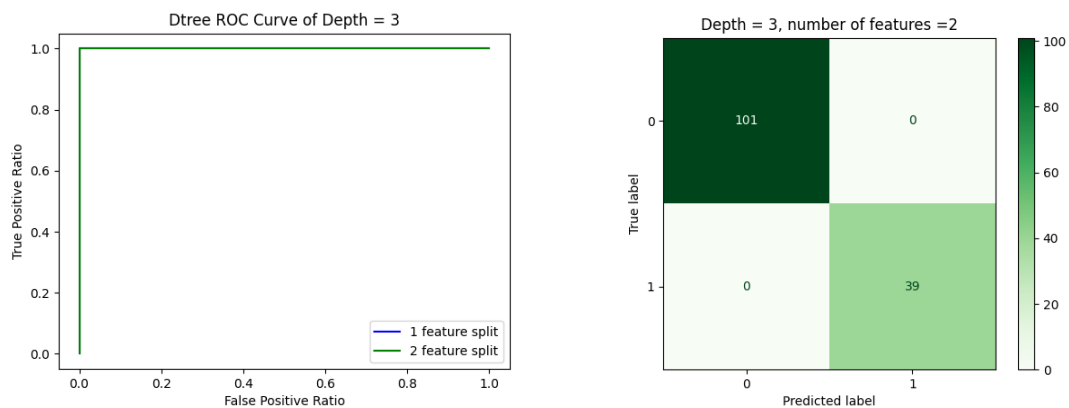 Dtree ROC Curve of Depth = 3
True Positive Ratio
1.0
0.8
0.6
0.4
0.2
0.0
0.0 0.2 0.4 0.6 0.8 1.0
False Positive Ratio
1 feature split
2 feature split
Depth = 3, number of features =2
True label
0
1
101 0
0 39
0 1
Predicted label
100
80
60
40
20
0